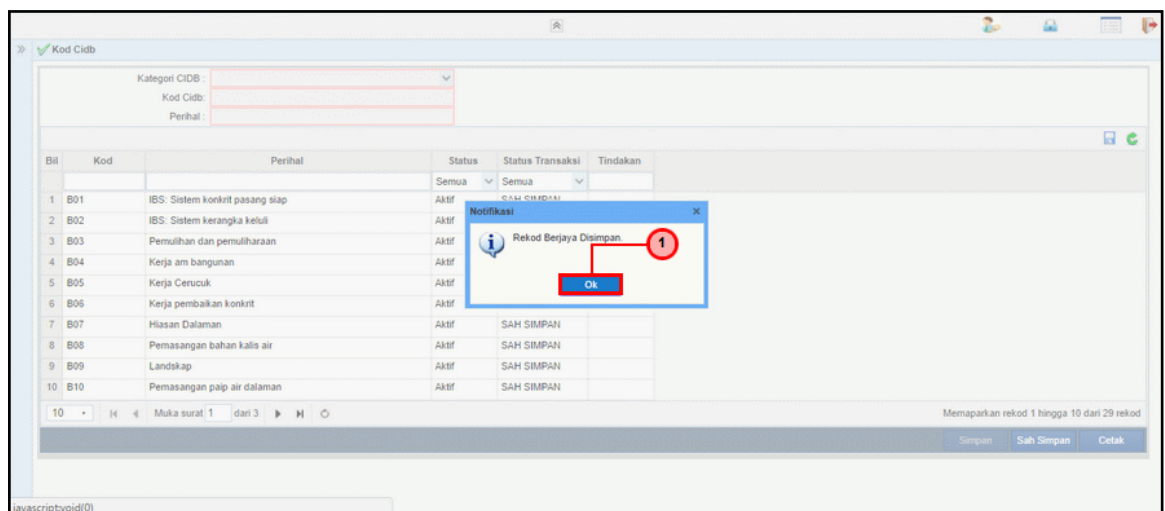 Kod Cidb
Kategori CIDB :
Kod Cidb:
Perihal :
Bil Kod Perihal Status Status Transaksi Tindakan
Semua Semua
1 B01 IBS: Sistem konkrit pasang siap Aktif SAH SIMPAN
2 B02 IBS: Sistem kerangka keluli Aktif
3 B03 Pemulihan dan pemuliharaan Aktif
4 B04 Kerja am bangunan Aktif
5 B05 Kerja Cerucuk Aktif
6 B06 Kerja pembaikan konkrit Aktif
Notifikasi
Rekod Berjaya Disimpan.
1
Ok
7 B07 Hiasan Dalaman Aktif SAH SIMPAN
8 B08 Pemasangan bahan kalis air Aktif SAH SIMPAN
9 B09 Landskap Aktif SAH SIMPAN
10 B10 Pemasangan paip air dalaman Aktif SAH SIMPAN
10 Muka surat 1 dari 3 Memaparkan rekod 1 hingga 10 dari 29 rekod
Simpan Sah Simpan Cetak
javascript:void(0)